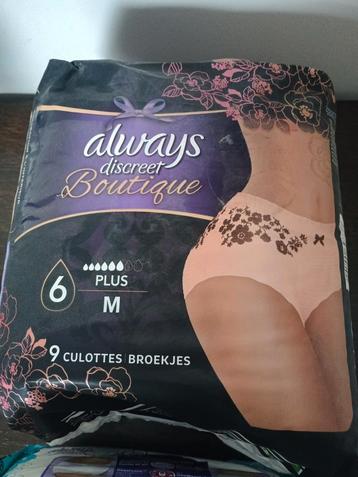 always
discreet
Boutique
6
PLUS
M
9 CULOTTES BROEKJES